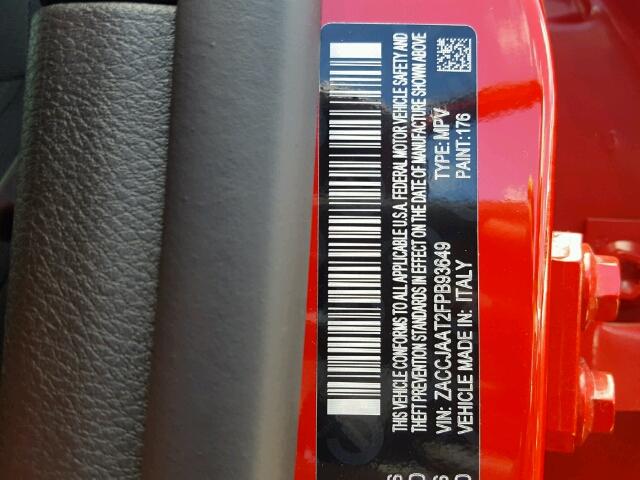 THIS VEHICLE CONFORMS TO ALL APPLICABLE U.S.A. FEDERAL MOTOR VEHICLE SAFETY AND
THEFT PREVENTION STANDARDS IN EFFECT ON THE DATE OF MANUFACTURE SHOWN ABOVE
VIN: ZACCJAAT2FPB93649 TYPE: MPV
VEHICLE MADE IN: ITALY PAINT: 176